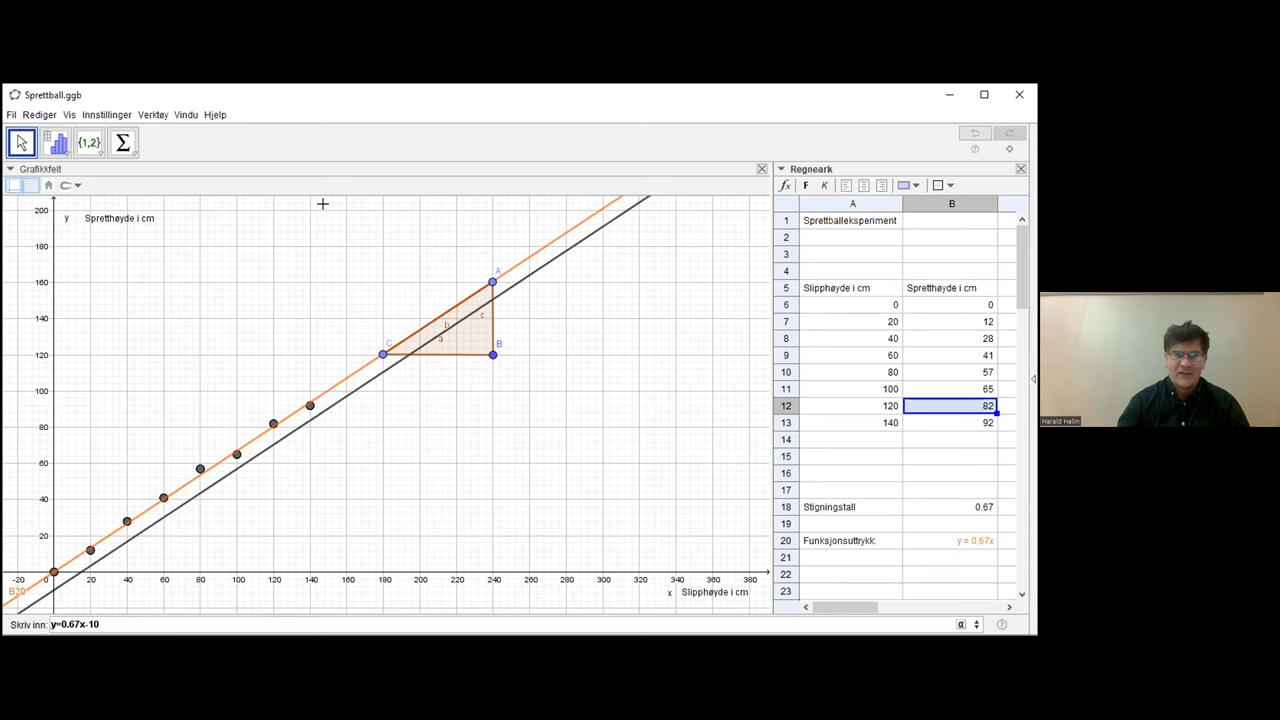 Sprettball.ggb
Fil Rediger Vis Innstillinger Verktøy Vindu Hjelp
{1,2} Σ
Grafikkfelt
Regneark
fx F K
A B
y Spretthøyde i cm
200
180
160
140
120
100
80
60
40
20
A
B
C
a
b
c
-20 0 20 40 60 80 100 120 140 160 180 200 220 240 260 280 300 320 340 360 380
x Slipphøyde i cm
B20
1 Sprettballeksperiment
2
3
4
5 Slipphøyde i cm Spretthøyde i cm
6 0 0
7 20 12
8 40 28
9 60 41
10 80 57
11 100 65
12 120 82
13 140 92
14
15
16
17
18 Stigningstall 0.67
19
20 Funksjonsuttrykk: y = 0.67x
21
22
23
Skriv inn: y=0.67x-10
α
Harald Hallin